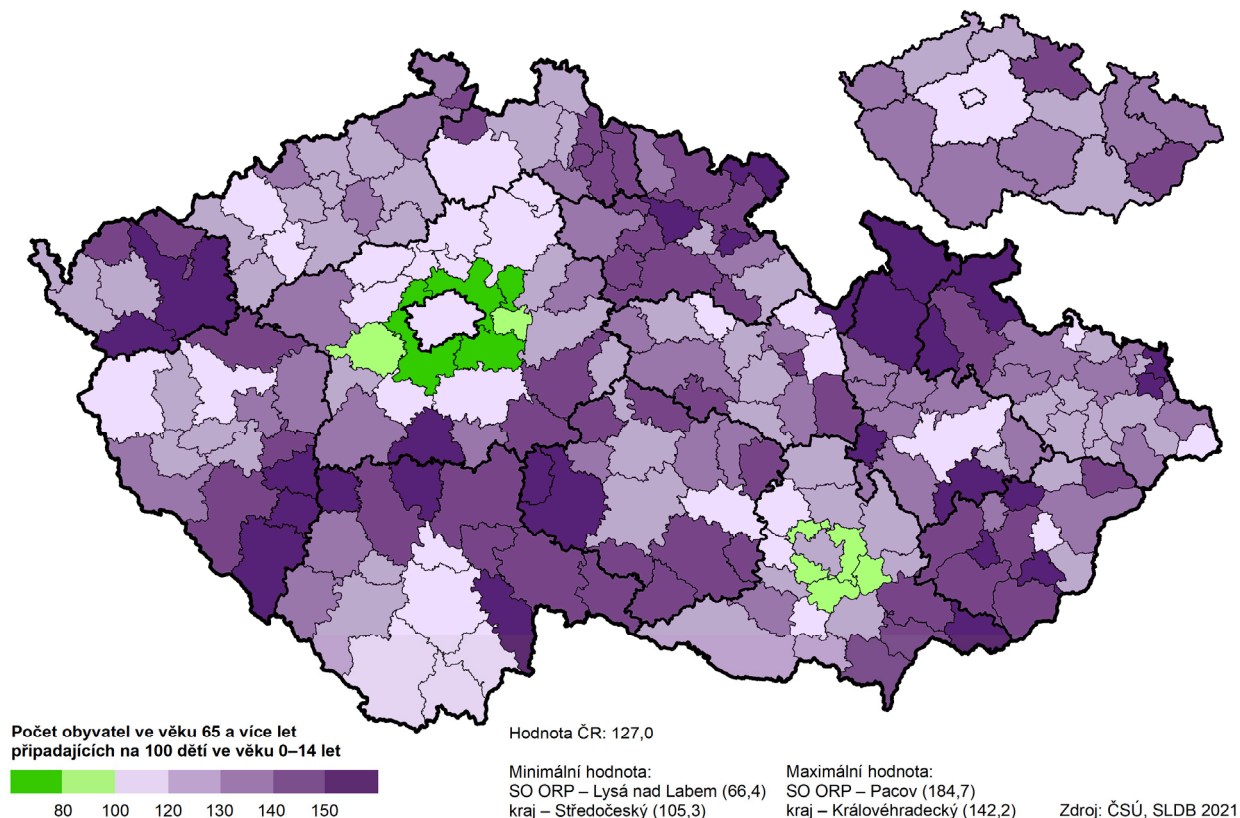 Počet obyvatel ve věku 65 a více let
připadajících na 100 dětí ve věku 0–14 let
80 100 120 130 140 150
Hodnota ČR: 127,0
Minimální hodnota:
SO ORP – Lysá nad Labem (66,4)
kraj – Středočeský (105,3)
Maximální hodnota:
SO ORP – Pacov (184,7)
kraj – Královéhradecký (142,2)
Zdroj: ČSÚ, SLDB 2021